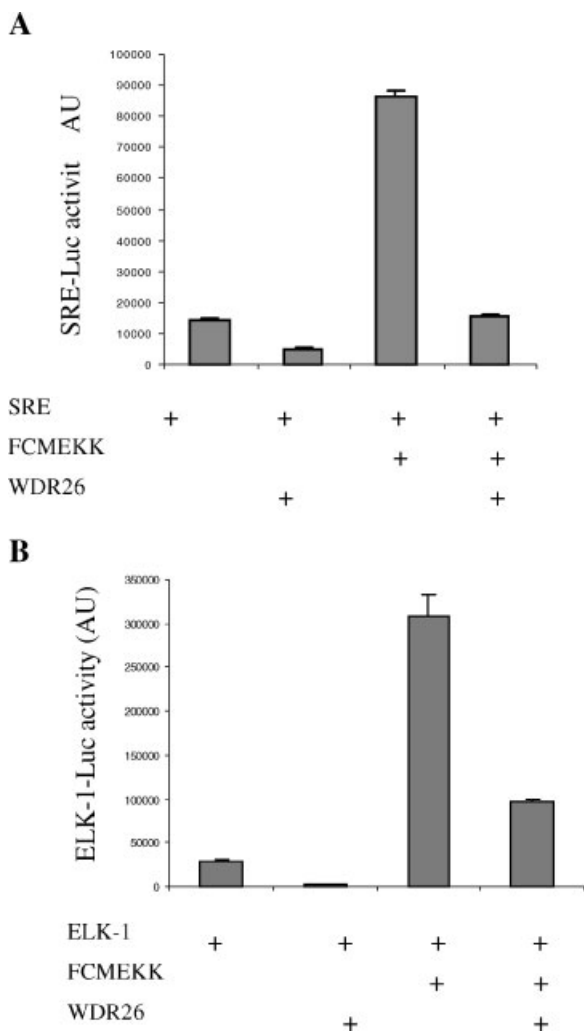 A
SRE-Luc activit AU
100000
90000
80000
70000
60000
50000
40000
30000
20000
10000
0
SRE + + + +
FCMEKK + +
WDR26 + +
B
ELK-1-Luc activity (AU)
350000
300000
250000
200000
150000
100000
50000
0
ELK-1 + + + +
FCMEKK + +
WDR26 + +